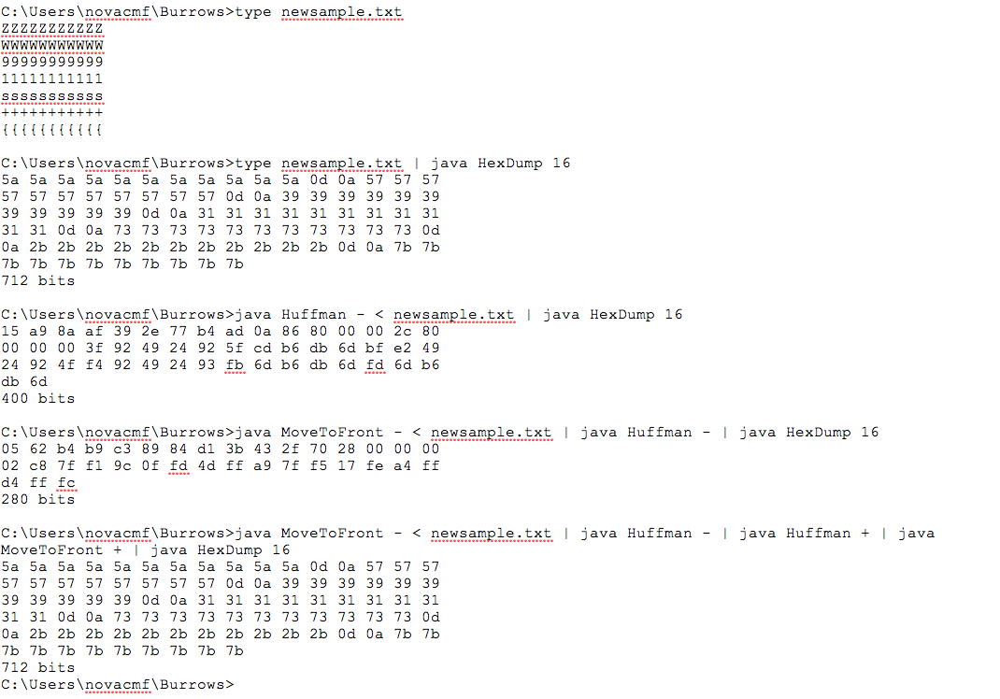 C:\Users\novacmf\Burrows>type newsample.txt
ZZZZZZZZZZZ
WWWWWWWWWWW
99999999999
11111111111
sssssssssss
+++++++++++
{{{{{{{{{{{
C:\Users\novacmf\Burrows>type newsample.txt | java HexDump 16
5a 5a 5a 5a 5a 5a 5a 5a 5a 5a 5a 0d 0a 57 57 57
57 57 57 57 57 57 57 57 0d 0a 39 39 39 39 39 39
39 39 39 39 39 0d 0a 31 31 31 31 31 31 31 31 31
31 31 0d 0a 73 73 73 73 73 73 73 73 73 73 73 0d
0a 2b 2b 2b 2b 2b 2b 2b 2b 2b 2b 2b 0d 0a 7b 7b
7b 7b 7b 7b 7b 7b 7b 7b 7b
712 bits
C:\Users\novacmf\Burrows>java Huffman - < newsample.txt | java HexDump 16
15 a9 8a af 39 2e 77 b4 ad 0a 86 80 00 00 2c 80
00 00 00 3f 92 49 24 92 5f cd b6 db 6d bf e2 49
24 92 4f f4 92 49 24 93 fb 6d b6 db 6d fd 6d b6
db 6d
400 bits
C:\Users\novacmf\Burrows>java MoveToFront - < newsample.txt | java Huffman - | java HexDump 16
05 62 b4 b9 c3 89 84 d1 3b 43 2f 70 28 00 00 00
02 c8 7f f1 9c 0f fd 4d ff a9 7f f5 17 fe a4 ff
d4 ff fc
280 bits
C:\Users\novacmf\Burrows>java MoveToFront - < newsample.txt | java Huffman - | java Huffman + | java
MoveToFront + | java HexDump 16
5a 5a 5a 5a 5a 5a 5a 5a 5a 5a 5a 0d 0a 57 57 57
57 57 57 57 57 57 57 57 0d 0a 39 39 39 39 39 39
39 39 39 39 39 0d 0a 31 31 31 31 31 31 31 31 31
31 31 0d 0a 73 73 73 73 73 73 73 73 73 73 73 0d
0a 2b 2b 2b 2b 2b 2b 2b 2b 2b 2b 2b 0d 0a 7b 7b
7b 7b 7b 7b 7b 7b 7b 7b 7b
712 bits
C:\Users\novacmf\Burrows>